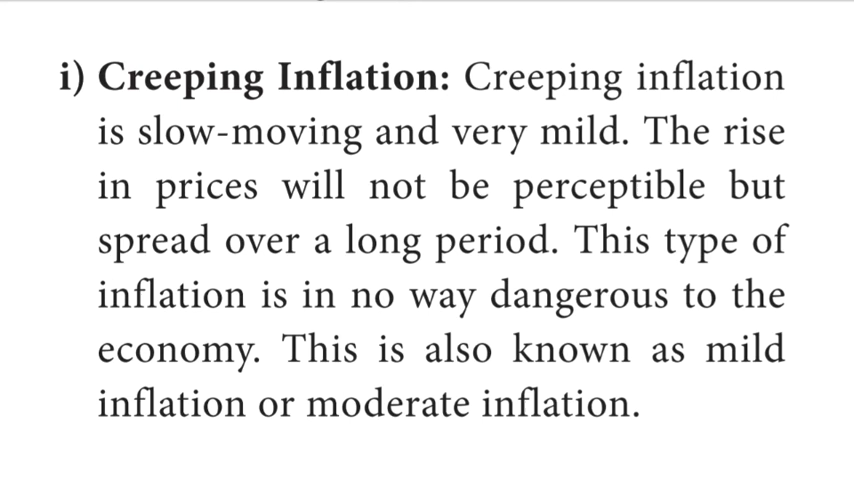 i) Creeping Inflation: Creeping inflation
is slow-moving and very mild. The rise
in prices will not be perceptible but
spread over a long period. This type of
inflation is in no way dangerous to the
economy. This is also known as mild
inflation or moderate inflation.